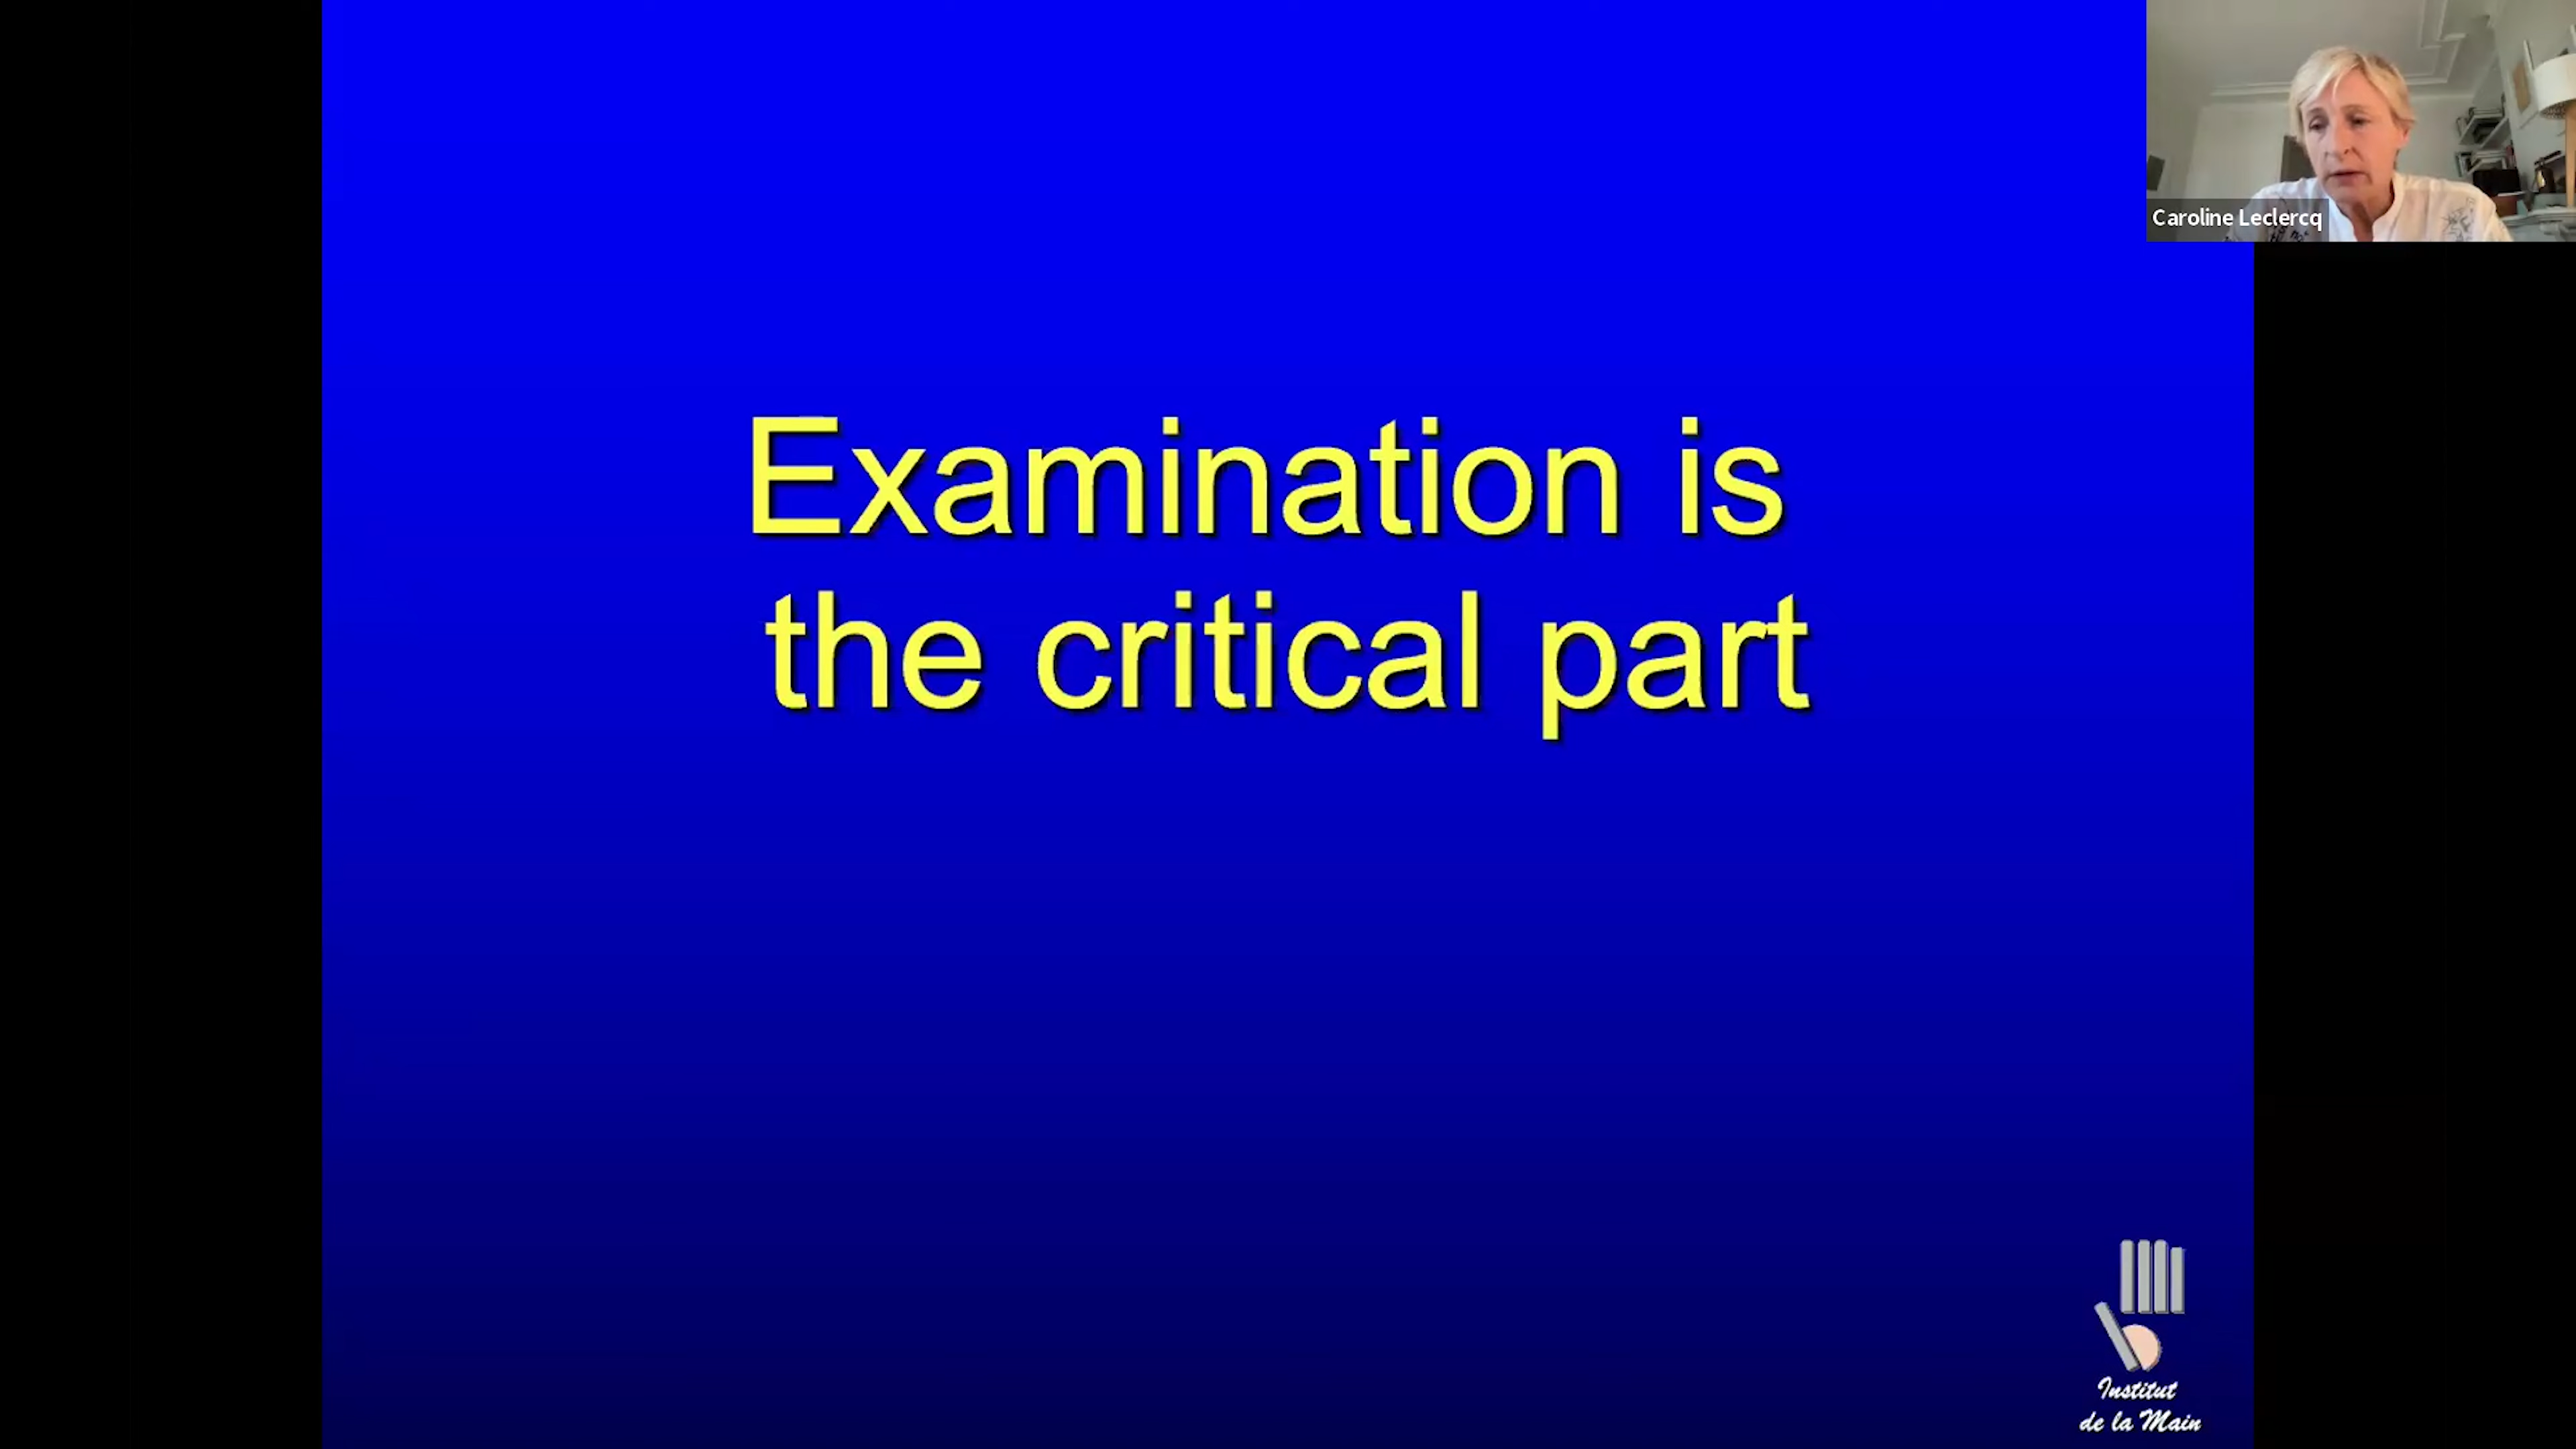 Caroline Leclercq
Examination is
the critical part
Institut
de la Main